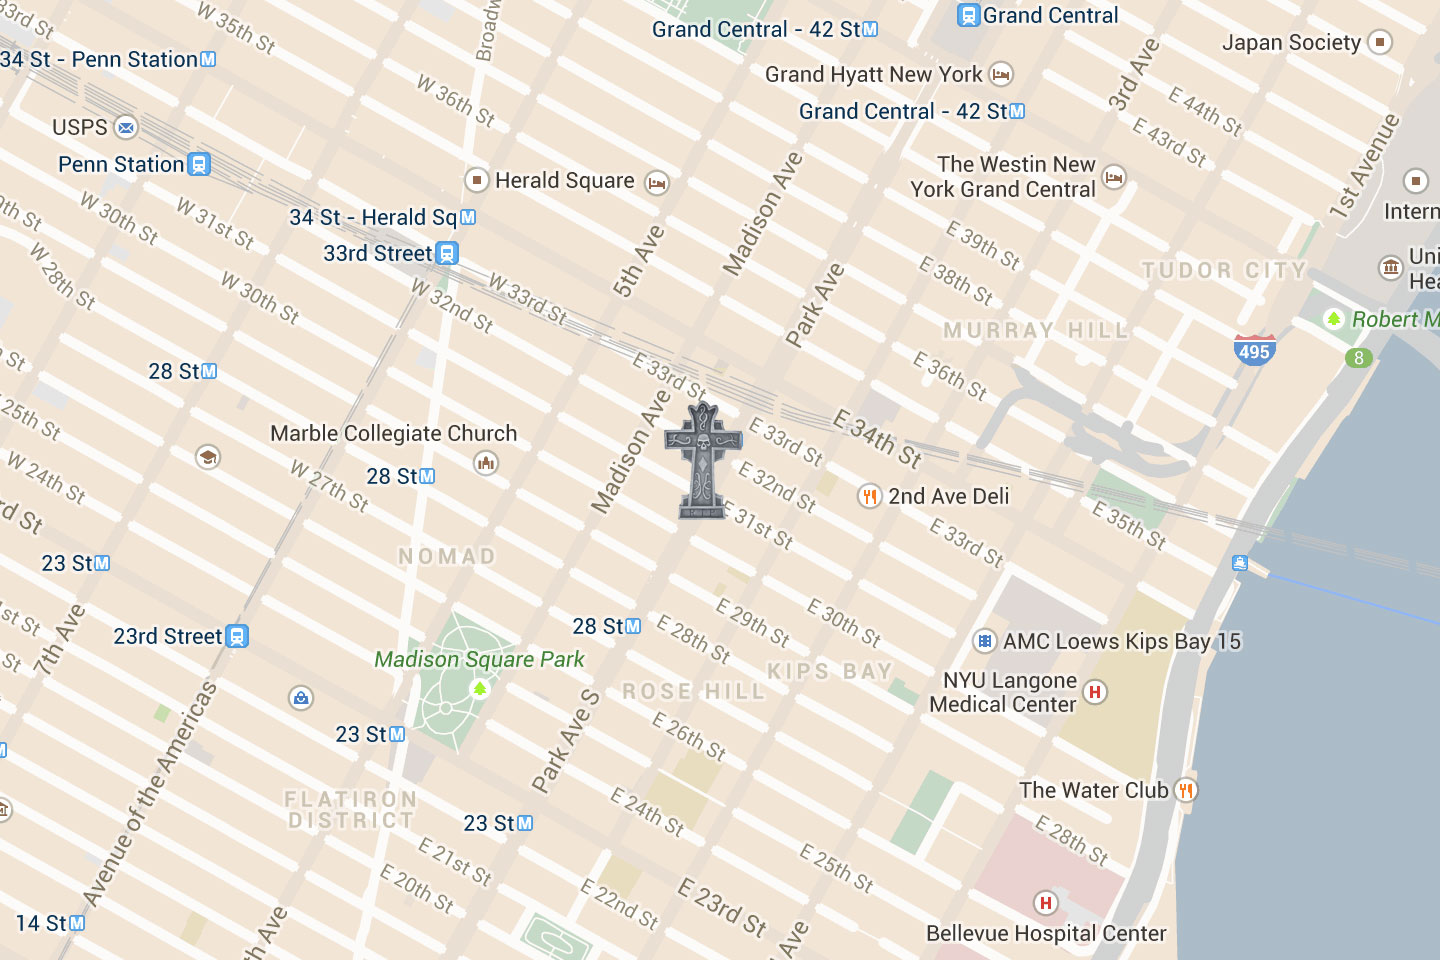 33rd St
W 35th St
Broadw
Grand Central - 42 St M
Grand Central
Japan Society
34 St - Penn Station M
Grand Hyatt New York
3rd Ave
W 36th St
Grand Central - 42 St M
E 44th St
E 43rd St
USPS
1st Avenue
Penn Station
The Westin New
York Grand Central
Herald Square
Madison Ave
W 30th St
W 31st St
34 St - Herald Sq M
Intern
5th Ave
E 39th St
33rd Street
W 28th St
E 38th St
TUDOR CITY
Uni
Hea
W 30th St
W 32nd St
W 33rd St
Park Ave
MURRAY HILL
Robert M
495
8
28 St M
E 33rd St
E 36th St
25th St
Madison Ave
Marble Collegiate Church
E 33rd St
E 34th St
W 24th St
W 27th St
28 St M
E 32nd St
2nd Ave Deli
rd St
E 31st St
E 33rd St
E 35th St
NOMAD
23 St M
7th Ave
23rd Street
28 St M
E 29th St
E 30th St
E 28th St
AMC Loews Kips Bay 15
Madison Square Park
KIPS BAY
ROSE HILL
NYU Langone
Medical Center
H
23 St M
Park Ave S
E 26th St
Avenue of the Americas
FLATIRON
DISTRICT
The Water Club
23 St M
E 24th St
E 28th St
E 21st St
E 25th St
E 20th St
E 22nd St
E 23rd St
14 St M
H
Bellevue Hospital Center